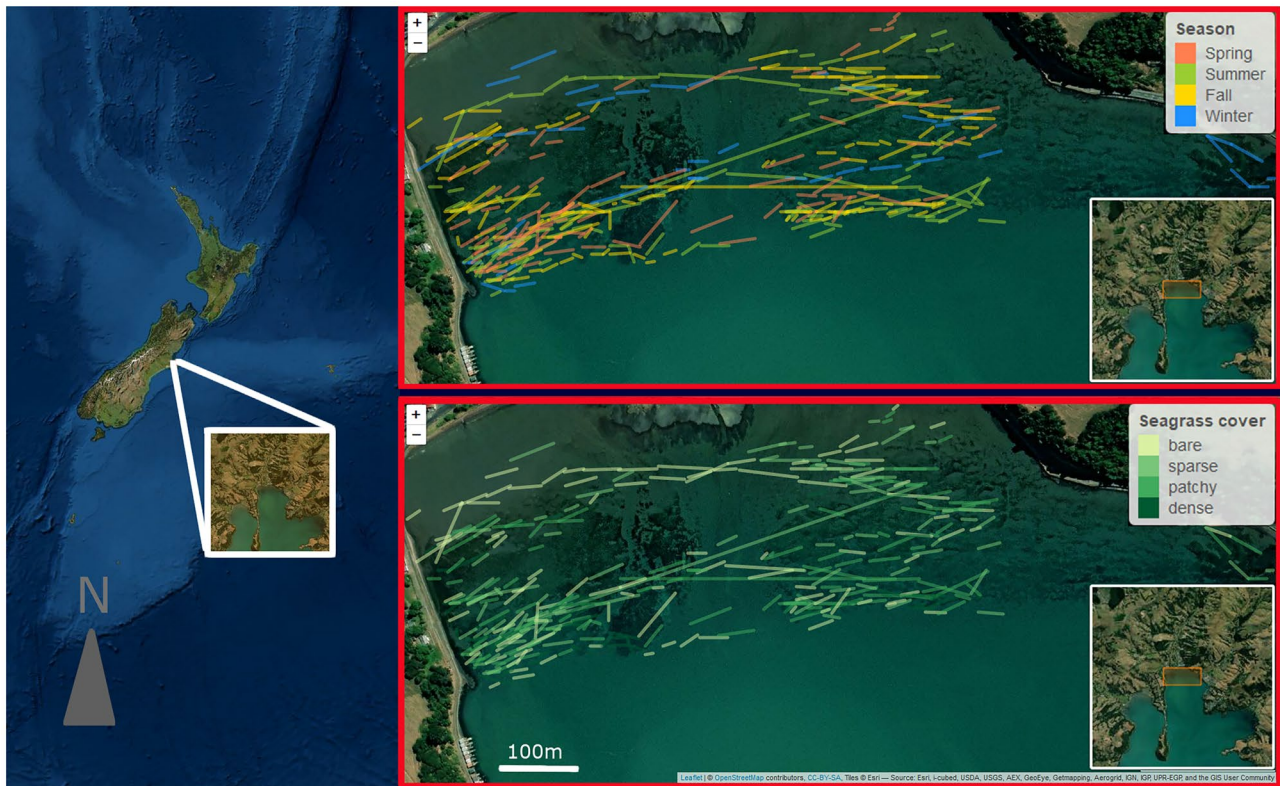 N
+
−
Season
Spring
Summer
Fall
Winter
+
−
Seagrass cover
bare
sparse
patchy
dense
100m
Leaflet | © OpenStreetMap contributors, CC-BY-SA, Tiles © Esri — Source: Esri, i-cubed, USDA, USGS, AEX, GeoEye, Getmapping, Aerogrid, IGN, IGP, UPR-EGP, and the GIS User Community